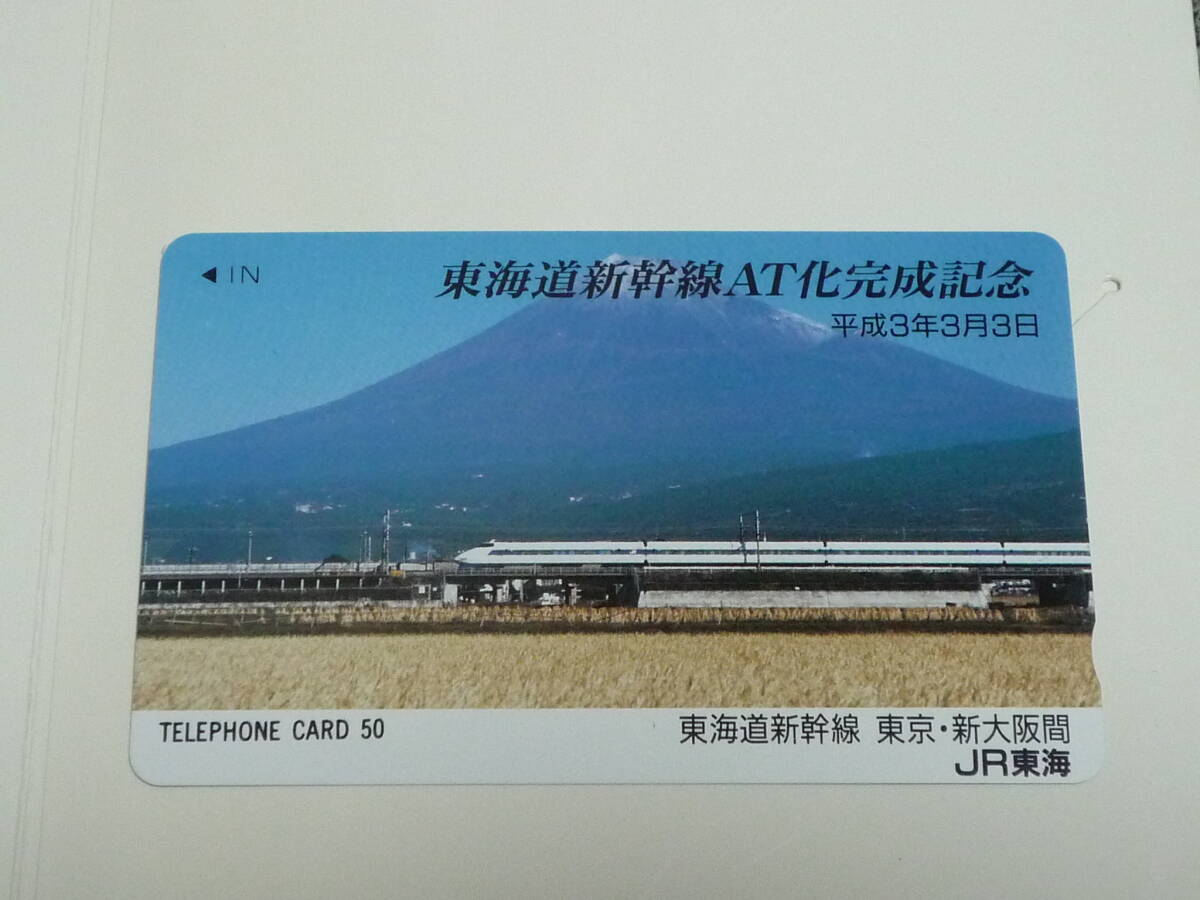 ◀IN
東海道新幹線AT化完成記念
平成3年3月3日
TELEPHONE CARD 50
東海道新幹線 東京・新大阪間
JR東海